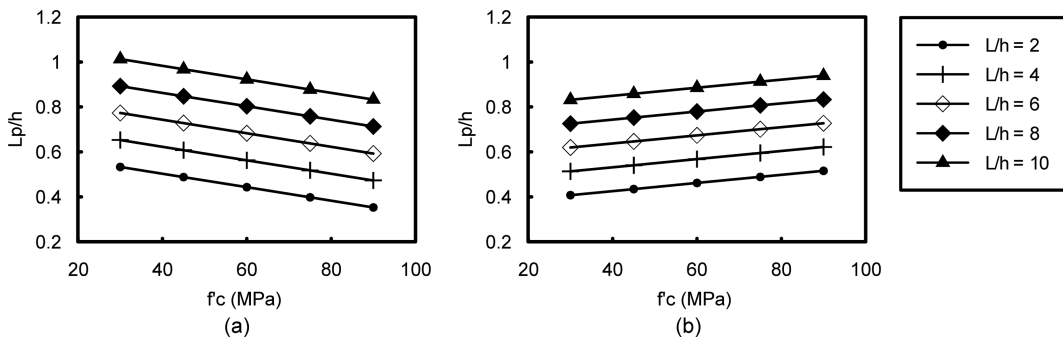 1.2
1
0.8
0.6
0.4
0.2
Lp/h
20 40 60 80 100
f'c (MPa)
(a)
1.2
1
0.8
0.6
0.4
0.2
Lp/h
20 40 60 80 100
f'c (MPa)
(b)
L/h = 2
L/h = 4
L/h = 6
L/h = 8
L/h = 10